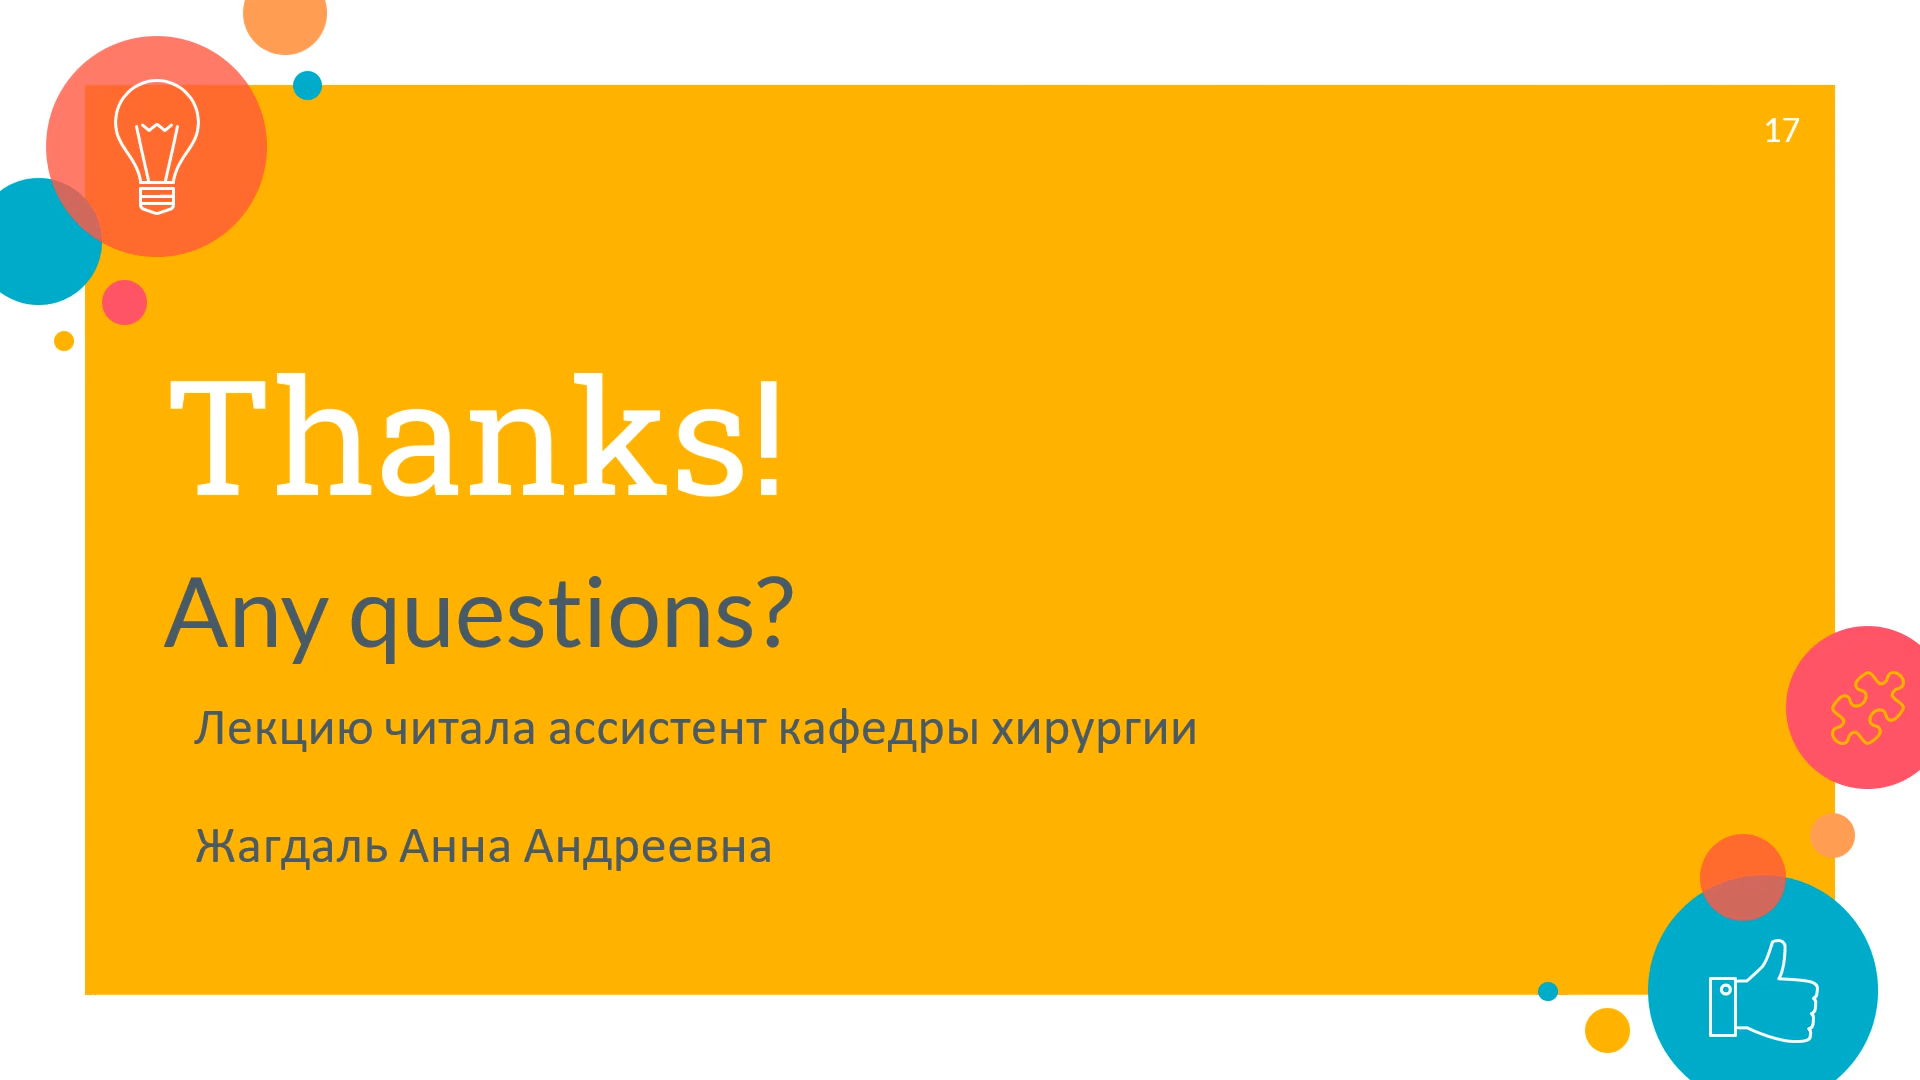 17
Thanks!
Any questions?
Лекцию читала ассистент кафедры хирургии
Жагдаль Анна Андреевна